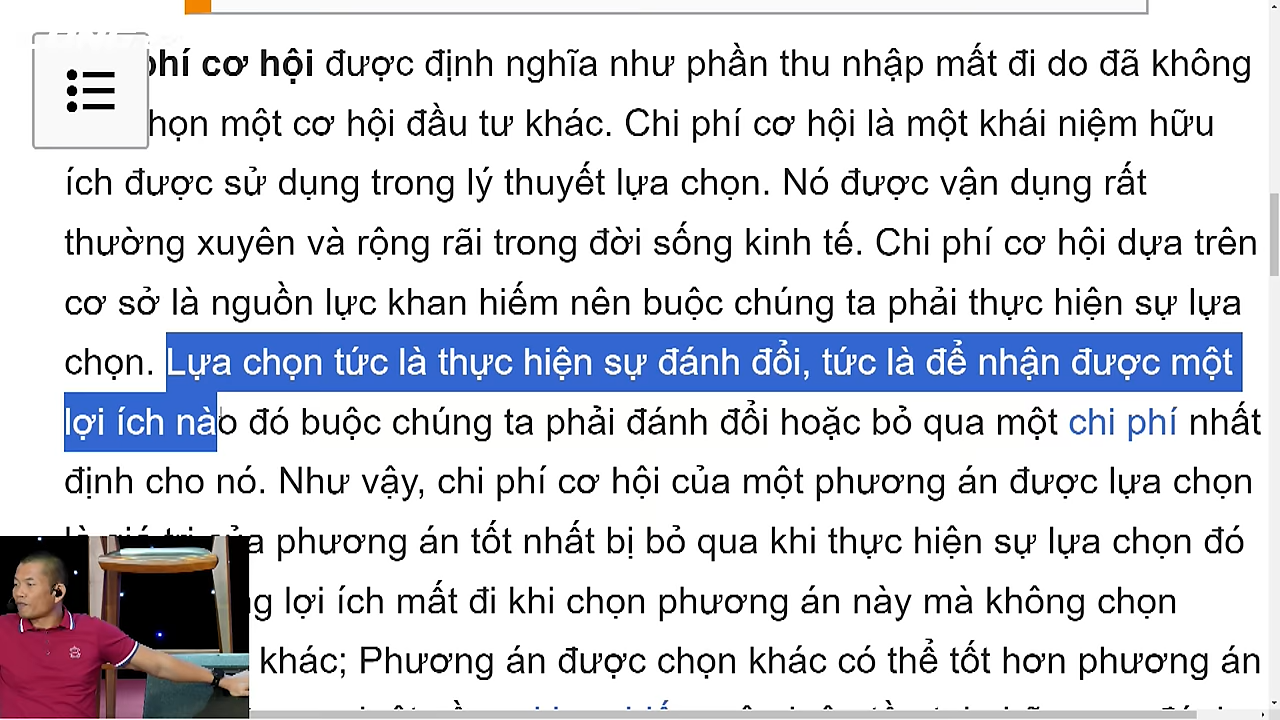 phí cơ hội được định nghĩa như phần thu nhập mất đi do đã không
họn một cơ hội đầu tư khác. Chi phí cơ hội là một khái niệm hữu
ích được sử dụng trong lý thuyết lựa chọn. Nó được vận dụng rất
thường xuyên và rộng rãi trong đời sống kinh tế. Chi phí cơ hội dựa trên
cơ sở là nguồn lực khan hiếm nên buộc chúng ta phải thực hiện sự lựa
chọn. Lựa chọn tức là thực hiện sự đánh đổi, tức là để nhận được một
lợi ích nào đó buộc chúng ta phải đánh đổi hoặc bỏ qua một chi phí nhất
định cho nó. Như vậy, chi phí cơ hội của một phương án được lựa chọn
là giá trị của phương án tốt nhất bị bỏ qua khi thực hiện sự lựa chọn đó
g lợi ích mất đi khi chọn phương án này mà không chọn
khác; Phương án được chọn khác có thể tốt hơn phương án